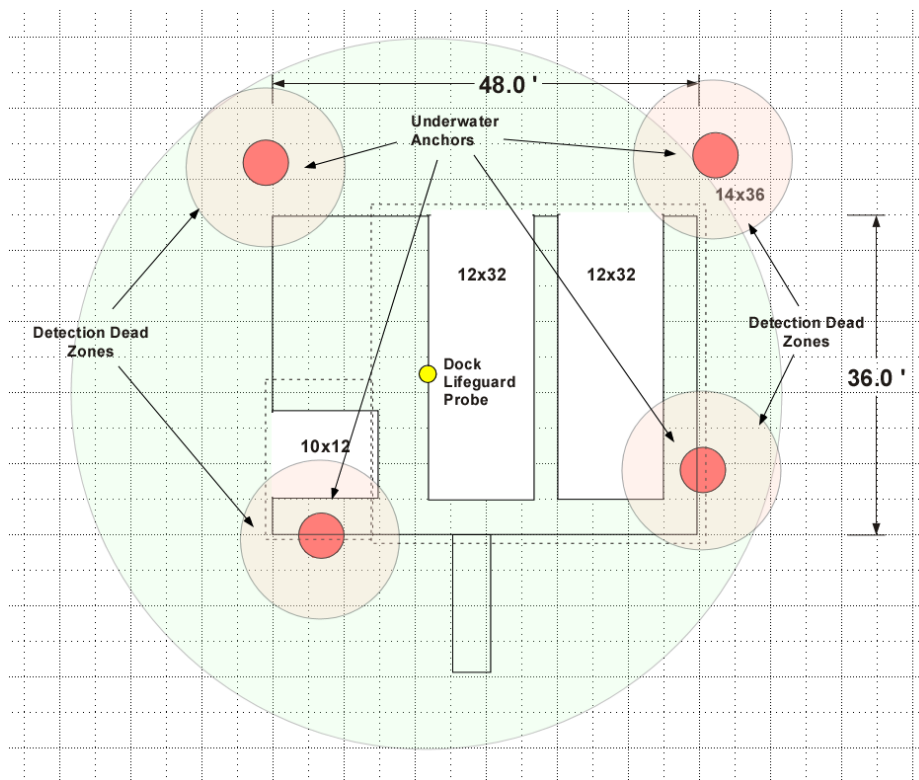 48.0 '
Underwater
Anchors
14x36
12x32
12x32
Detection Dead
Zones
Detection Dead
Zones
Dock
Lifeguard
Probe
36.0 '
10x12